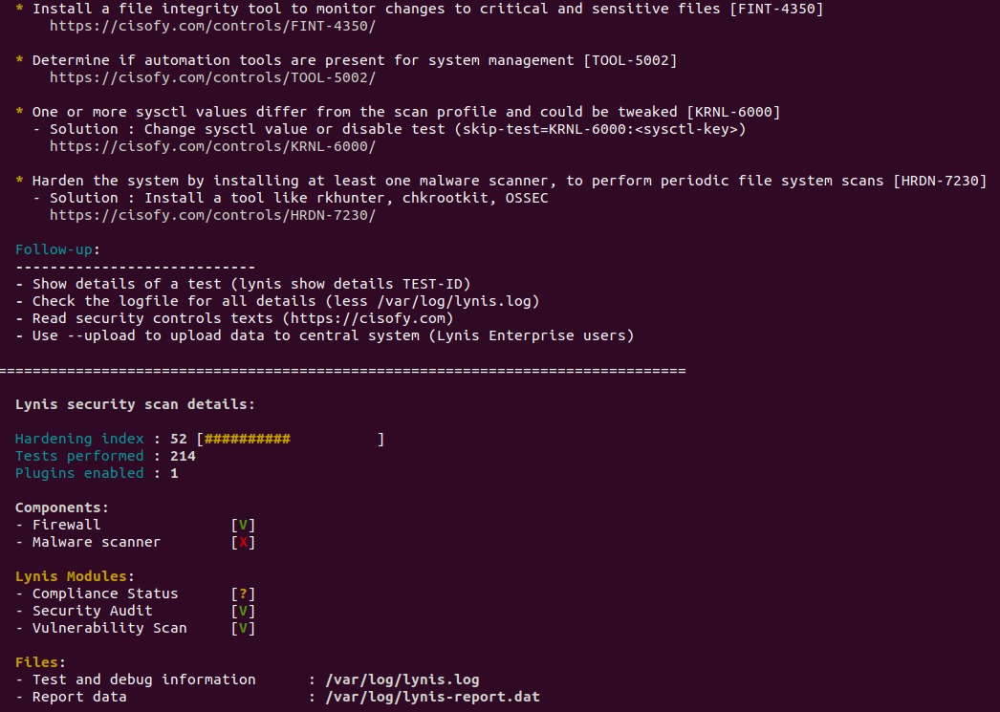 * Install a file integrity tool to monitor changes to critical and sensitive files [FINT-4350]
https://cisofy.com/controls/FINT-4350/
* Determine if automation tools are present for system management [TOOL-5002]
https://cisofy.com/controls/TOOL-5002/
* One or more sysctl values differ from the scan profile and could be tweaked [KRNL-6000]
- Solution : Change sysctl value or disable test (skip-test=KRNL-6000:<sysctl-key>)
https://cisofy.com/controls/KRNL-6000/
* Harden the system by installing at least one malware scanner, to perform periodic file system scans [HRDN-7230]
- Solution : Install a tool like rkhunter, chkrootkit, OSSEC
https://cisofy.com/controls/HRDN-7230/
Follow-up:
----------------------------
- Show details of a test (lynis show details TEST-ID)
- Check the logfile for all details (less /var/log/lynis.log)
- Read security controls texts (https://cisofy.com)
- Use --upload to upload data to central system (Lynis Enterprise users)
================================================================================
Lynis security scan details:
Hardening index : 52 [##########          ]
Tests performed : 214
Plugins enabled : 1
Components:
- Firewall               [V]
- Malware scanner        [X]
Lynis Modules:
- Compliance Status      [?]
- Security Audit         [V]
- Vulnerability Scan     [V]
Files:
- Test and debug information      : /var/log/lynis.log
- Report data                     : /var/log/lynis-report.dat